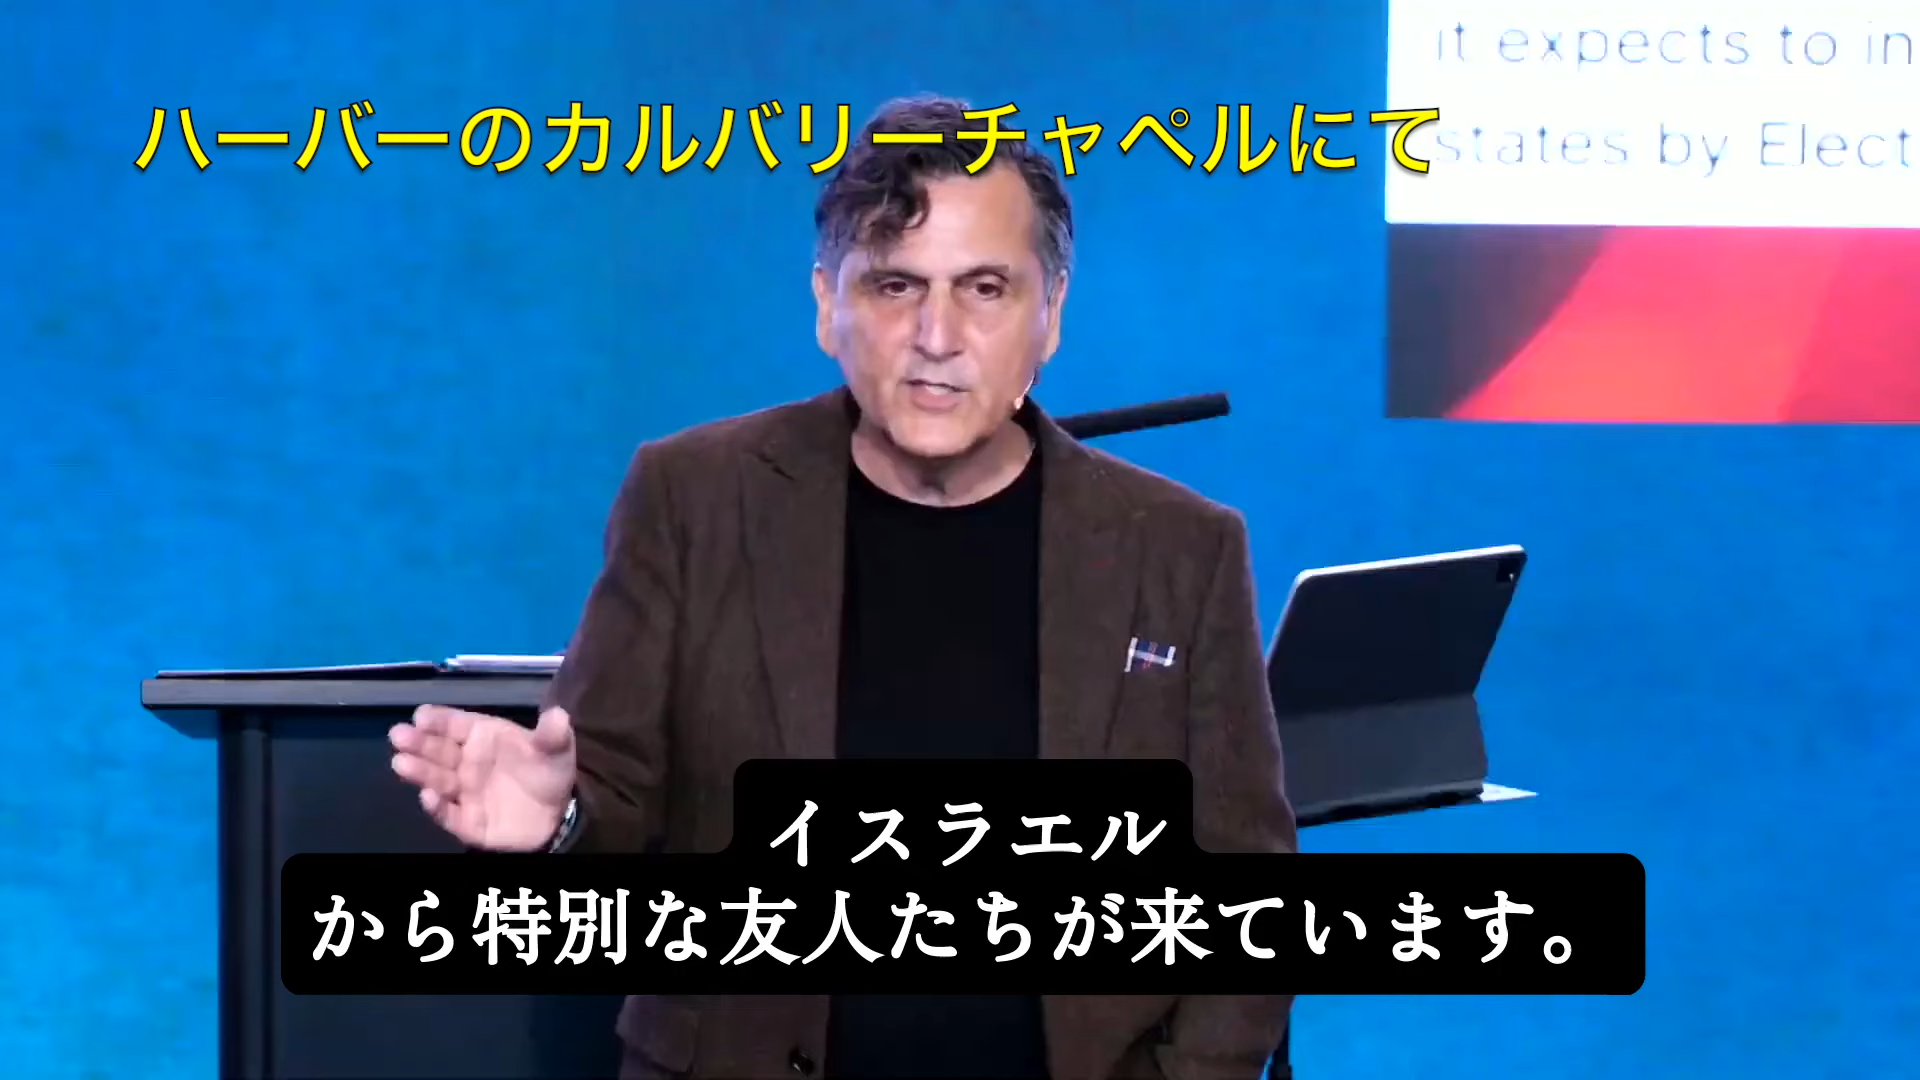 it expects to in
states by Elect
ハーバーのカルバリーチャペルにて
イスラエル
から特別な友人たちが来ています。